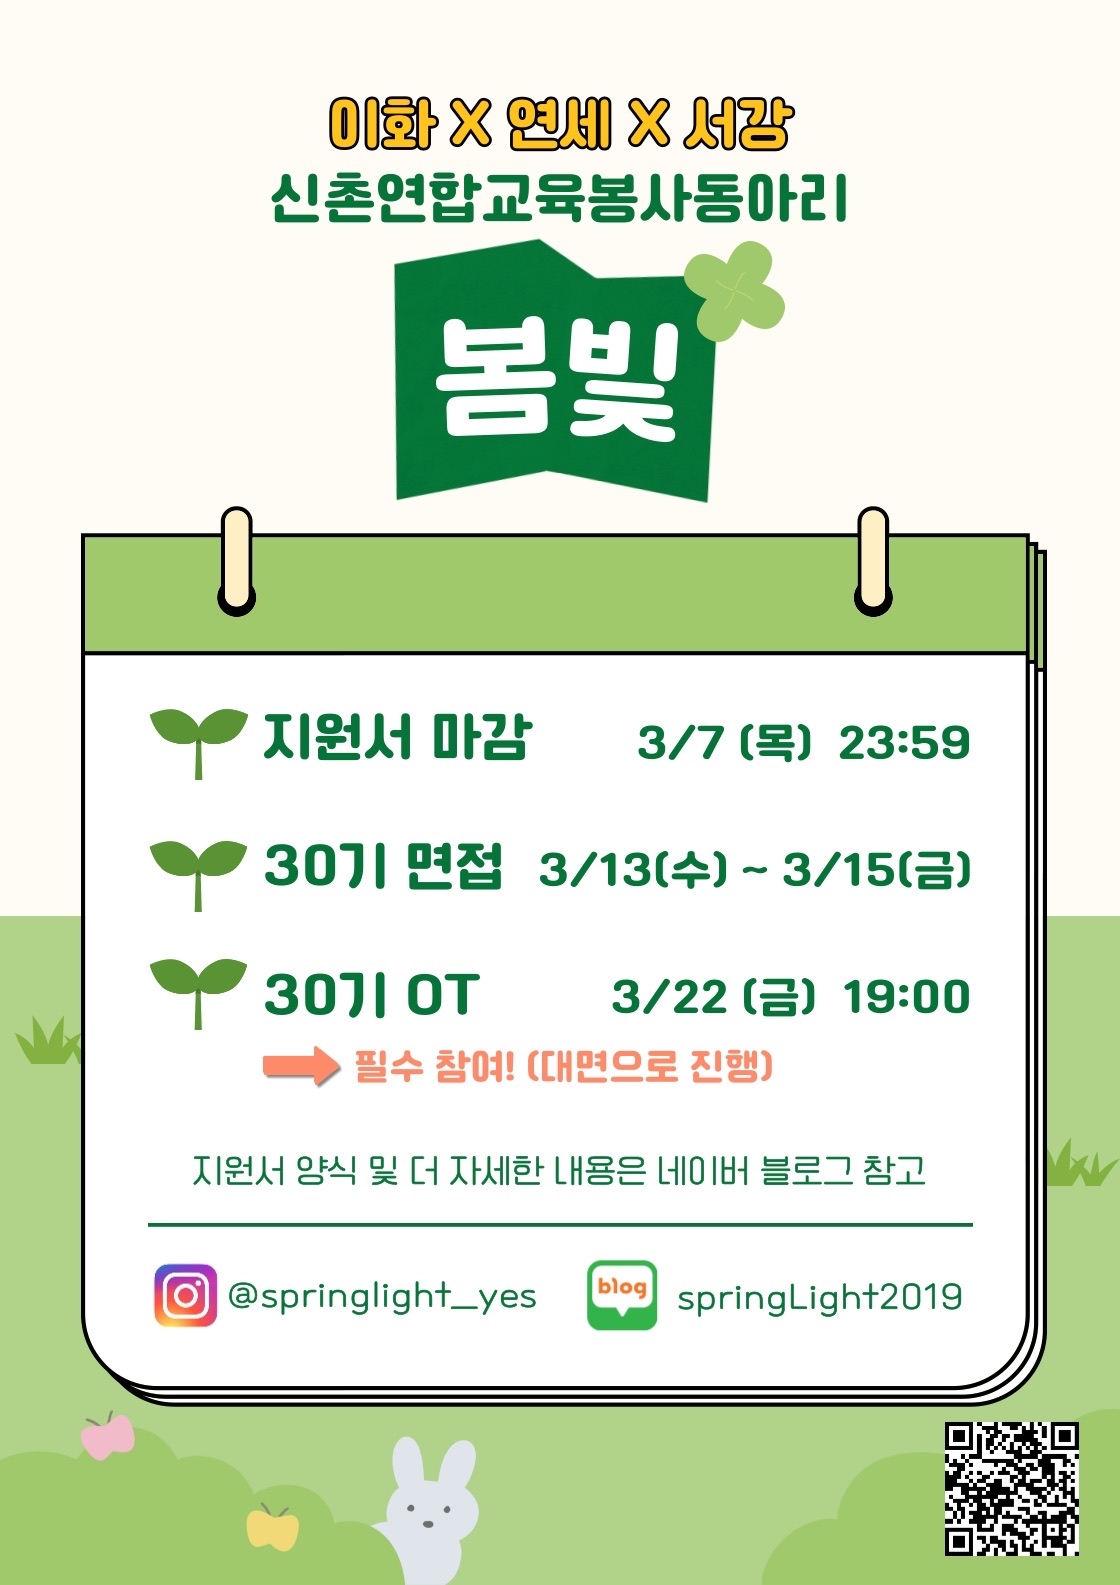 이화 X 연세 X 서강
신촌연합교육봉사동아리
봄빛
지원서 마감 3/7 (목) 23:59
30기 면접 3/13(수) ~ 3/15(금)
30기 OT 3/22 (금) 19:00
필수 참여! (대면으로 진행)
지원서 양식 및 더 자세한 내용은 네이버 블로그 참고
@springlight_yes
blog springLight2019